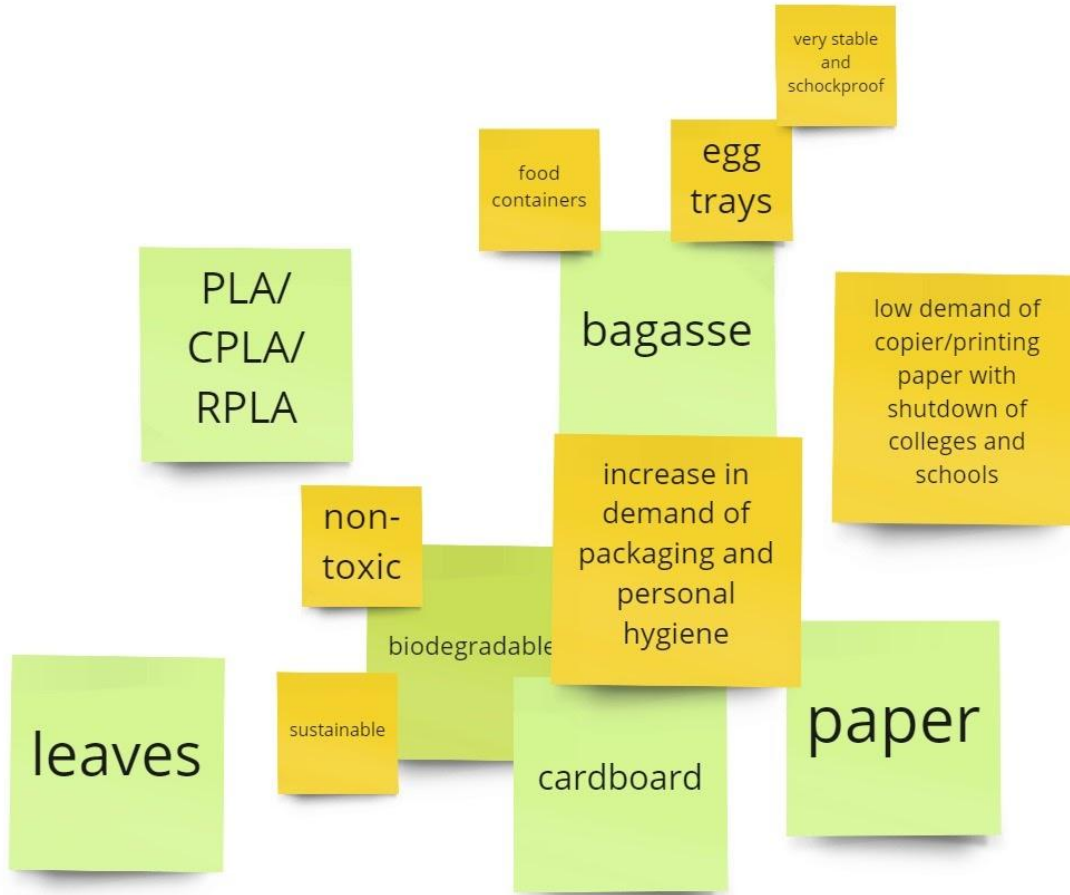 very stable
and
schockproof
food
containers
egg
trays
PLA/
CPLA/
RPLA
bagasse
low demand of
copier/printing
paper with
shutdown of
colleges and
schools
increase in
demand of
packaging and
personal
hygiene
non-
toxic
biodegradable
sustainable
leaves
cardboard
paper